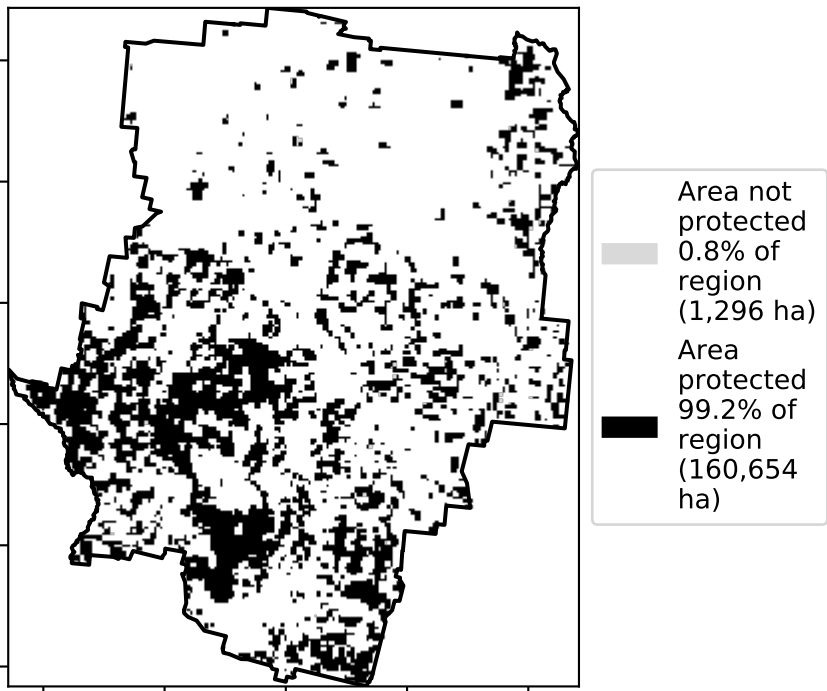 Area not
protected
0.8% of
region
(1,296 ha)
Area
protected
99.2% of
region
(160,654
ha)